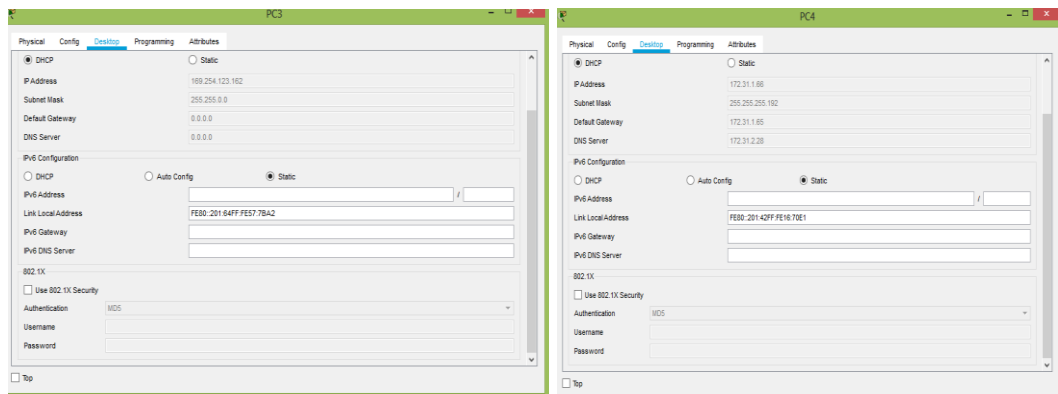 PC3
Physical Config Desktop Programming Attributes
DHCP Static
IP Address 169.254.123.162
Subnet Mask 255.255.0.0
Default Gateway 0.0.0.0
DNS Server 0.0.0.0
IPv6 Configuration
DHCP Auto Config Static
IPv6 Address /
Link Local Address FE80::201:64FF:FE57:7BA2
IPv6 Gateway
IPv6 DNS Server
802.1X
Use 802.1X Security
Authentication MD5
Username
Password
Top
PC4
Physical Config Desktop Programming Attributes
DHCP Static
IP Address 172.31.1.66
Subnet Mask 255.255.255.192
Default Gateway 172.31.1.65
DNS Server 172.31.2.28
IPv6 Configuration
DHCP Auto Config Static
IPv6 Address /
Link Local Address FE80::201:42FF:FE16:70E1
IPv6 Gateway
IPv6 DNS Server
802.1X
Use 802.1X Security
Authentication MD5
Username
Password
Top